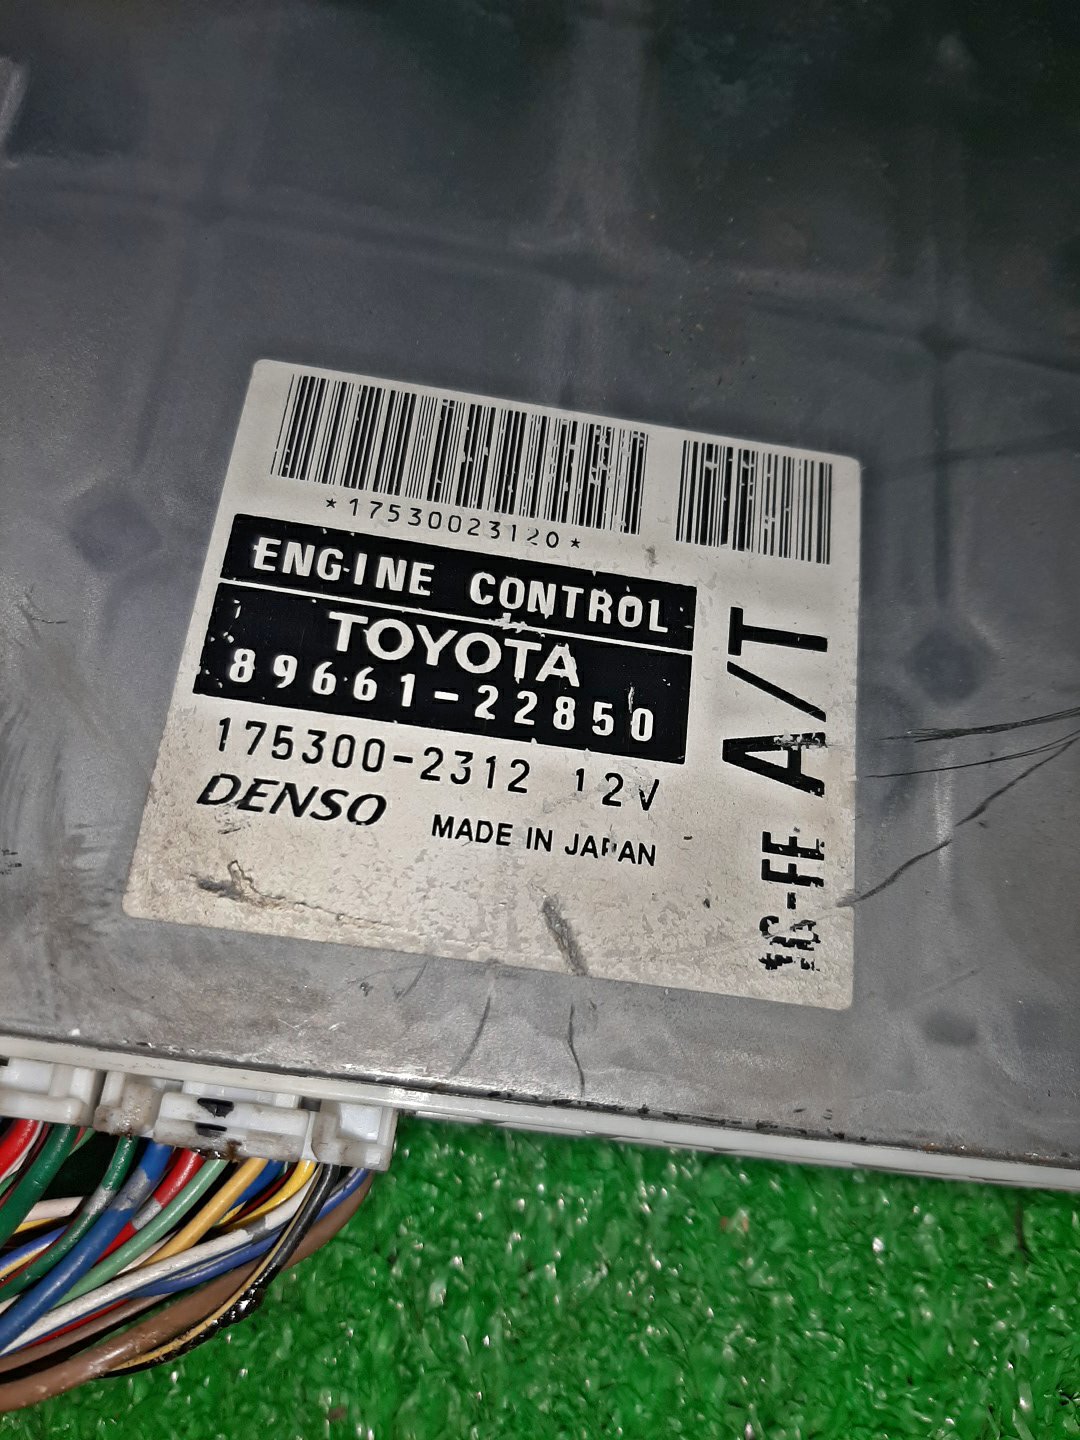 *17530023120*
ENGINE CONTROL
TOYOTA
89661-22850
175300-2312 12V
DENSO MADE IN JAPAN
A/T